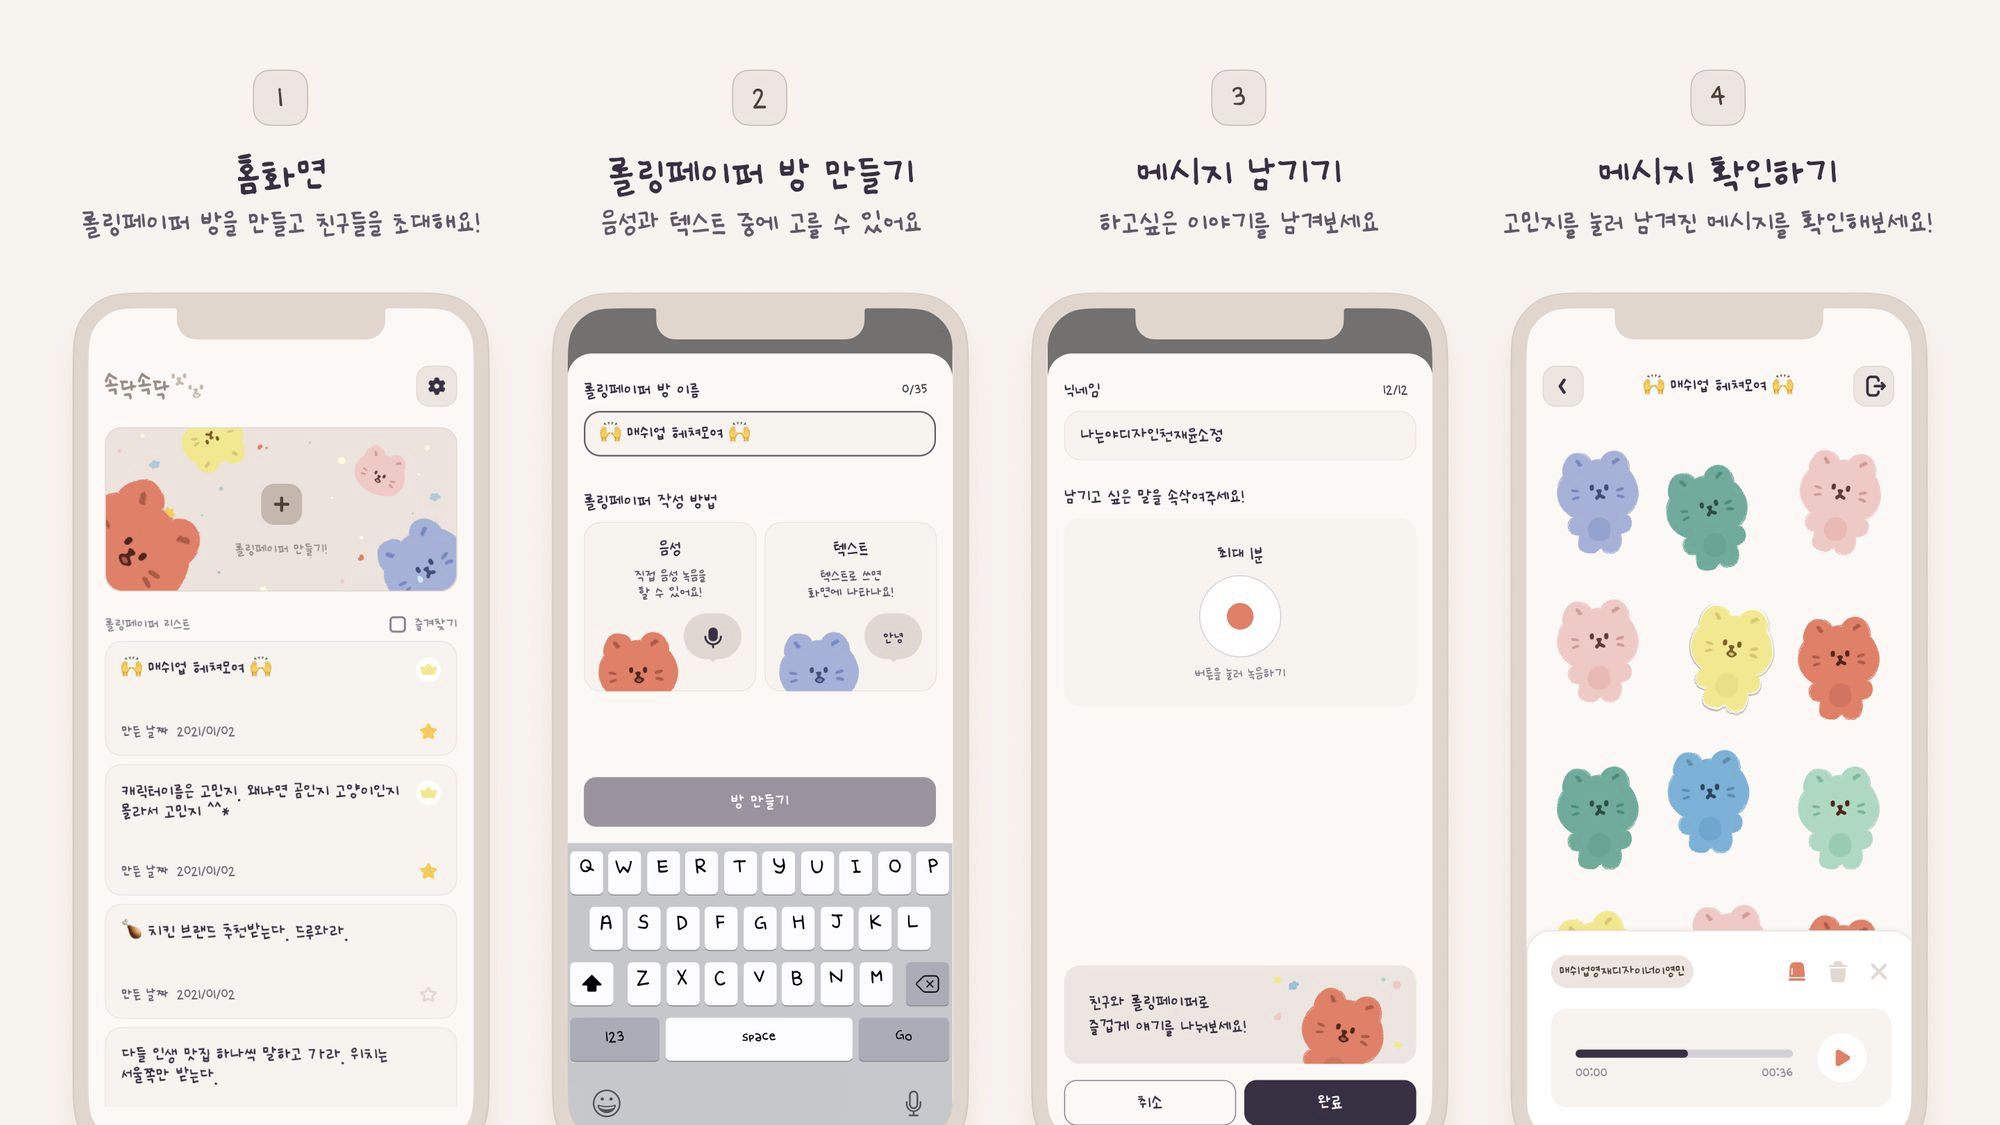 1
홈화면
롤링페이퍼 방을 만들고 친구들을 초대해요!
속닥속닥
롤링페이퍼 만들기!
롤링페이퍼 리스트
즐겨찾기
🙌 매쉬업 헤쳐모여 🙌
만든 날짜 2021/01/02
캐릭터이름은 고민지. 왜냐면 곰인지 고양이인지
몰라서 고민지 ^^*
만든 날짜 2021/01/02
🍗 치킨 브랜드 추천받는다. 드루와라.
만든 날짜 2021/01/02
다들 인생 맛집 하나씩 말하고 가라. 위치는
서울쪽만 받는다.
2
롤링페이퍼 방 만들기
음성과 텍스트 중에 고를 수 있어요
롤링페이퍼 방 이름
0/35
🙌 매쉬업 헤쳐모여 🙌
롤링페이퍼 작성 방법
음성
직접 음성 녹음을
할 수 있어요!
텍스트
텍스트로 쓰면
화면에 나타나요!
안녕
방 만들기
Q W E R T Y U I O P
A S D F G H J K L
Z X C V B N M
123 space Go
3
메시지 남기기
하고싶은 이야기를 남겨보세요
닉네임
12/12
나는야디자인천재윤소정
남기고 싶은 말을 속삭여주세요!
최대 1분
버튼을 눌러 녹음하기
친구와 롤링페이퍼로
즐겁게 얘기를 나눠보세요!
취소
완료
4
메시지 확인하기
고민지를 눌러 남겨진 메시지를 확인해보세요!
🙌 매쉬업 헤쳐모여 🙌
매쉬업영재디자이너이영민
00:00
00:36